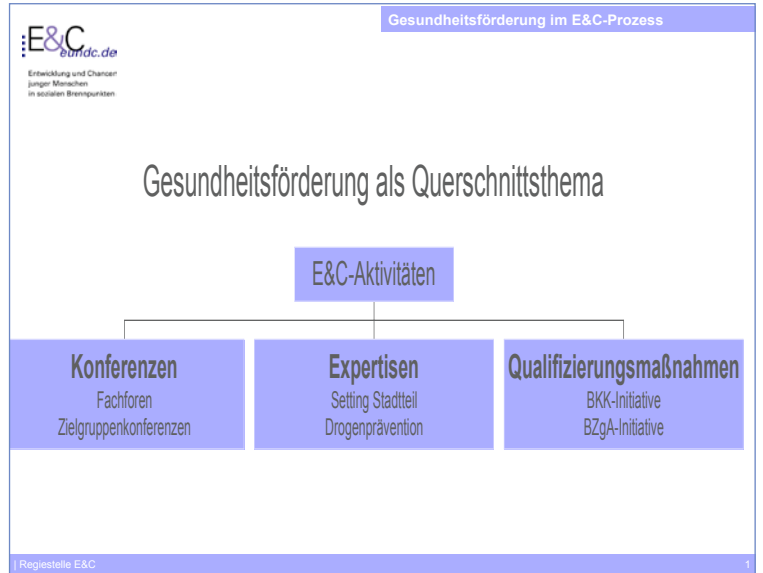 Gesundheitsförderung im E&C-Prozess
E&C
eundc.de
Entwicklung und Chancen
junger Menschen
in sozialen Brennpunkten
Gesundheitsförderung als Querschnittsthema
E&C-Aktivitäten
Konferenzen
Fachforen
Zielgruppenkonferenzen
Expertisen
Setting Stadtteil
Drogenprävention
Qualifizierungsmaßnahmen
BKK-Initiative
BZgA-Initiative
| Regiestelle E&C
1